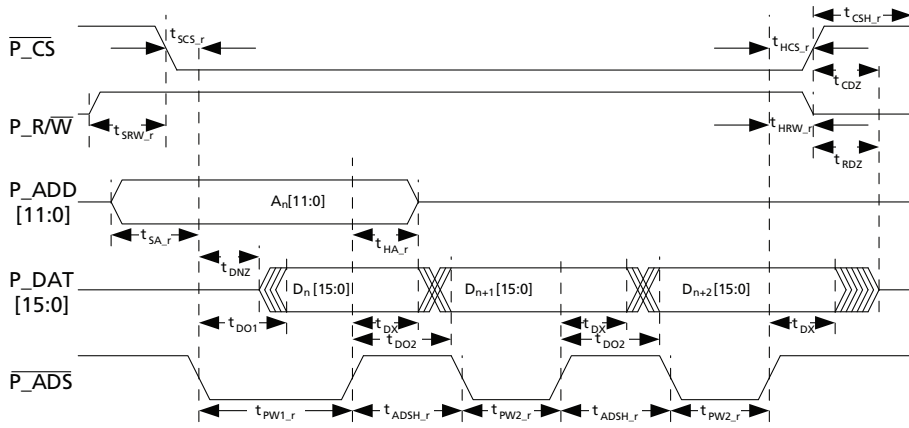 t_CSH_r
P_CS t_SCS_r t_HCS_r
t_CDZ
P_R/W t_SRW_r t_HRW_r
t_RDZ
P_ADD A_n[11:0]
[11:0]
t_SA_r t_HA_r
t_DNZ
P_DAT D_n [15:0] D_n+1 [15:0] D_n+2 [15:0]
[15:0]
t_DO1 t_DX t_DX t_DX
t_DO2 t_DO2
P_ADS
t_PW1_r t_ADSH_r t_PW2_r t_ADSH_r t_PW2_r